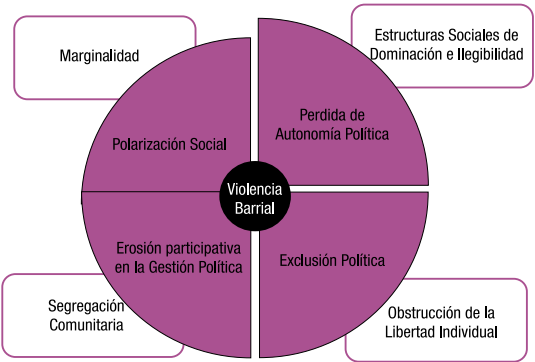 Marginalidad
Estructuras Sociales de
Dominación e Ilegibilidad
Polarización Social
Perdida de
Autonomía Política
Violencia
Barrial
Erosión participativa
en la Gestión Política
Exclusión Política
Segregación
Comunitaria
Obstrucción de la
Libertad Individual